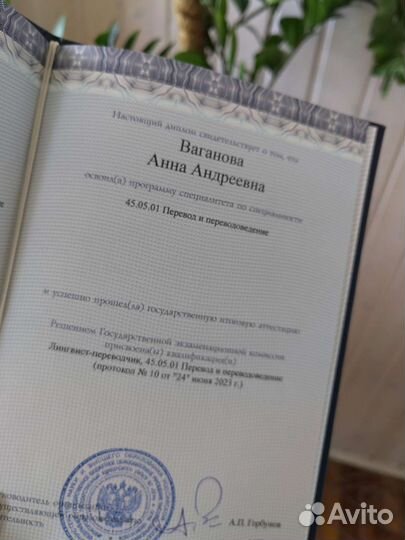 Настоящий диплом свидетельствует о том, что
Ваганова
Анна Андреевна
освоил(а) программу специалитета по специальности
45.05.01 Перевод и переводоведение
и успешно прошел(ла) государственную итоговую аттестацию
Решением Государственной экзаменационной комиссии
присвоена(ы) квалификация(и)
Лингвист-переводчик, 45.05.01 Перевод и переводоведение
(протокол № 10 от "24" июня 2023 г.)
А.П. Горбунов
Avito